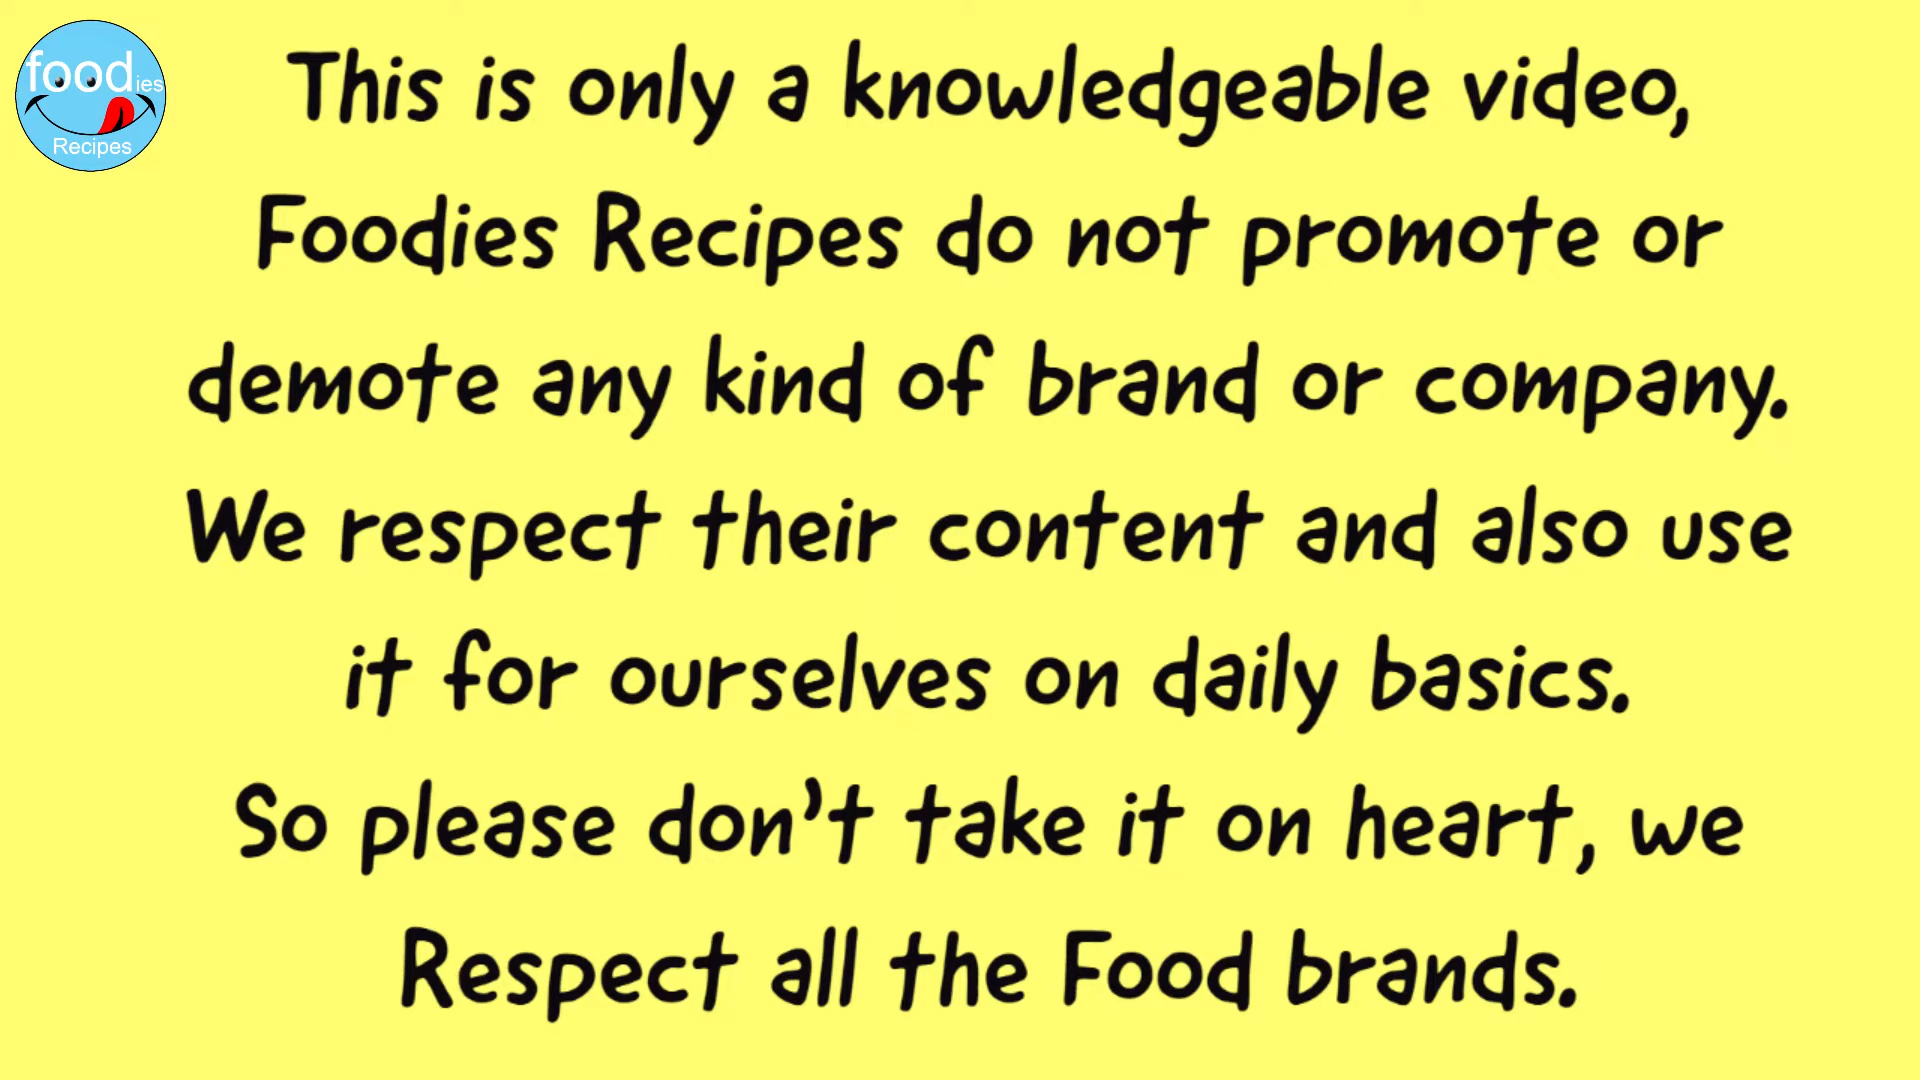 foodies
Recipes
This is only a knowledgeable video,
Foodies Recipes do not promote or
demote any kind of brand or company.
We respect their content and also use
it for ourselves on daily basics.
So please don't take it on heart, we
Respect all the Food brands.